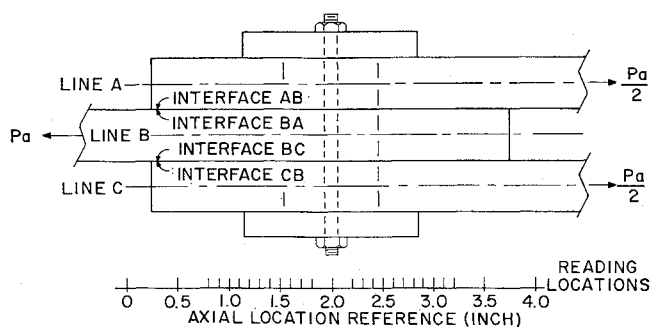 LINE A
INTERFACE AB
Pa
2
INTERFACE BA
Pa
LINE B
INTERFACE BC
INTERFACE CB
LINE C
Pa
2
READING
LOCATIONS
0 0.5 1.0 1.5 2.0 2.5 3.0 3.5 4.0
AXIAL LOCATION REFERENCE (INCH)